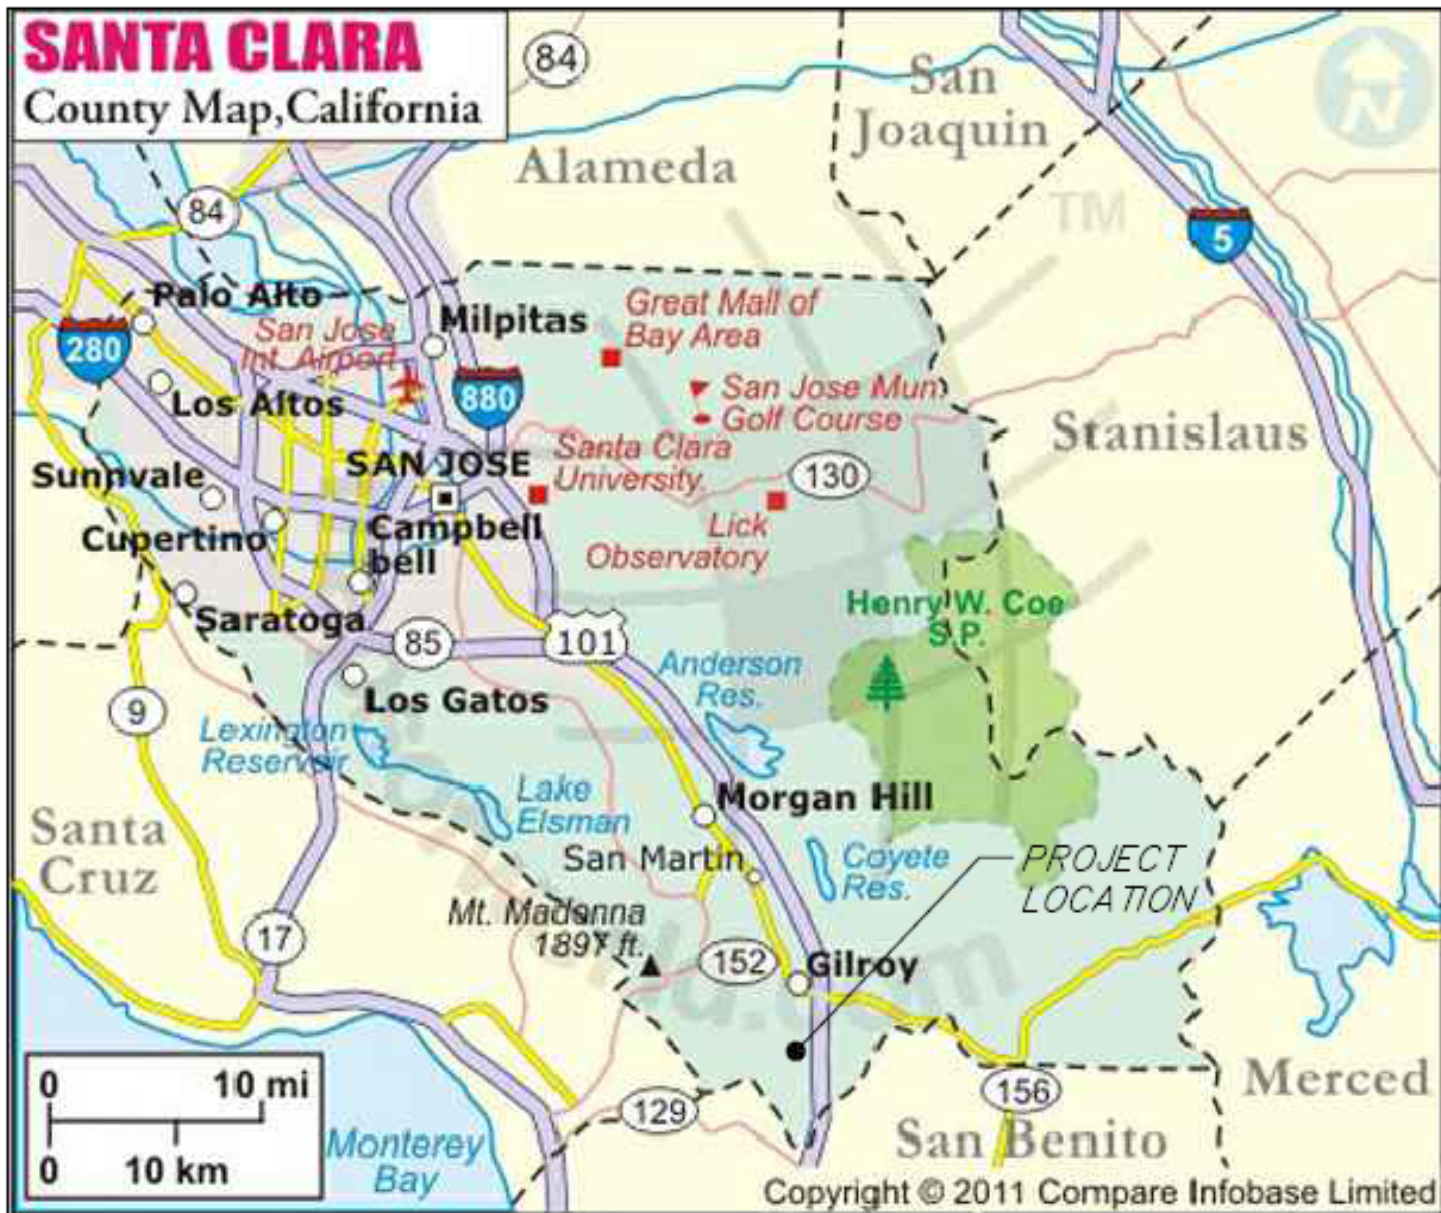 SANTA CLARA
County Map, California
84
San
Joaquin
Alameda
TM
N
84
5
Palo Alto
Great Mall of
Bay Area
San Jose
Int. Airport
Milpitas
280
880
San Jose Mun
Golf Course
Los Altos
Stanislaus
Santa Clara
University
SAN JOSE
130
Sunnvale
Lick
Observatory
Campbell
bell
Cupertino
Henry W. Coe
S.P.
Saratoga
85
101
Anderson
Res.
Los Gatos
9
Lexington
Reservoir
Lake
Elsman
Morgan Hill
Santa
Cruz
San Martin
Coyete
Res.
PROJECT
LOCATION
Mt. Madonna
1897 ft.
17
152
Gilroy
0 10 mi
0 10 km
129
156
Merced
San Benito
Monterey
Bay
Copyright © 2011 Compare Infobase Limited